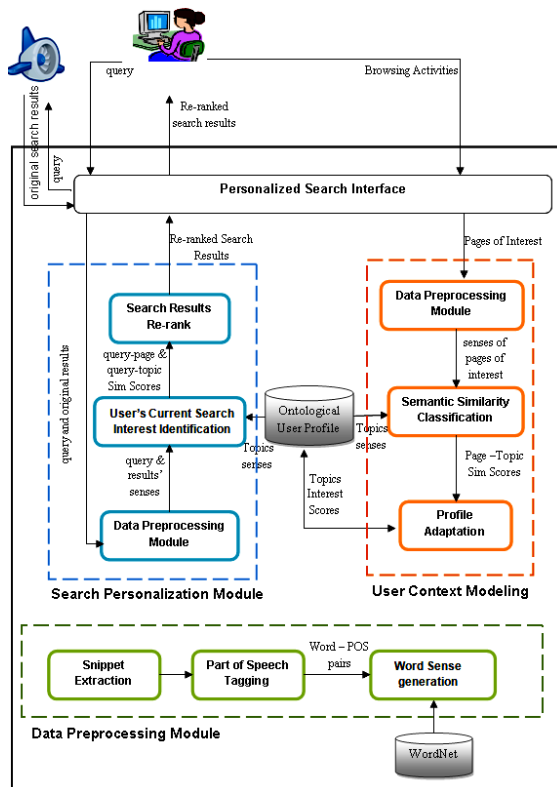 query
Browsing Activities
Re-ranked
search results
original search results
query
Personalized Search Interface
Re-ranked Search
Results
Pages of Interest
Search Results
Re-rank
Data Preprocessing
Module
query-page &
query-topic
Sim Scores
senses of
pages of
interest
query and original results
User's Current Search
Interest Identification
Ontological
User Profile
Semantic Similarity
Classification
Topics
senses
Topics
senses
query &
results'
senses
Topics
Interest
Scores
Page –Topic
Sim Scores
Data Preprocessing
Module
Profile
Adaptation
Search Personalization Module
User Context Modeling
Snippet
Extraction
Part of Speech
Tagging
Word – POS
pairs
Word Sense
generation
Data Preprocessing Module
WordNet